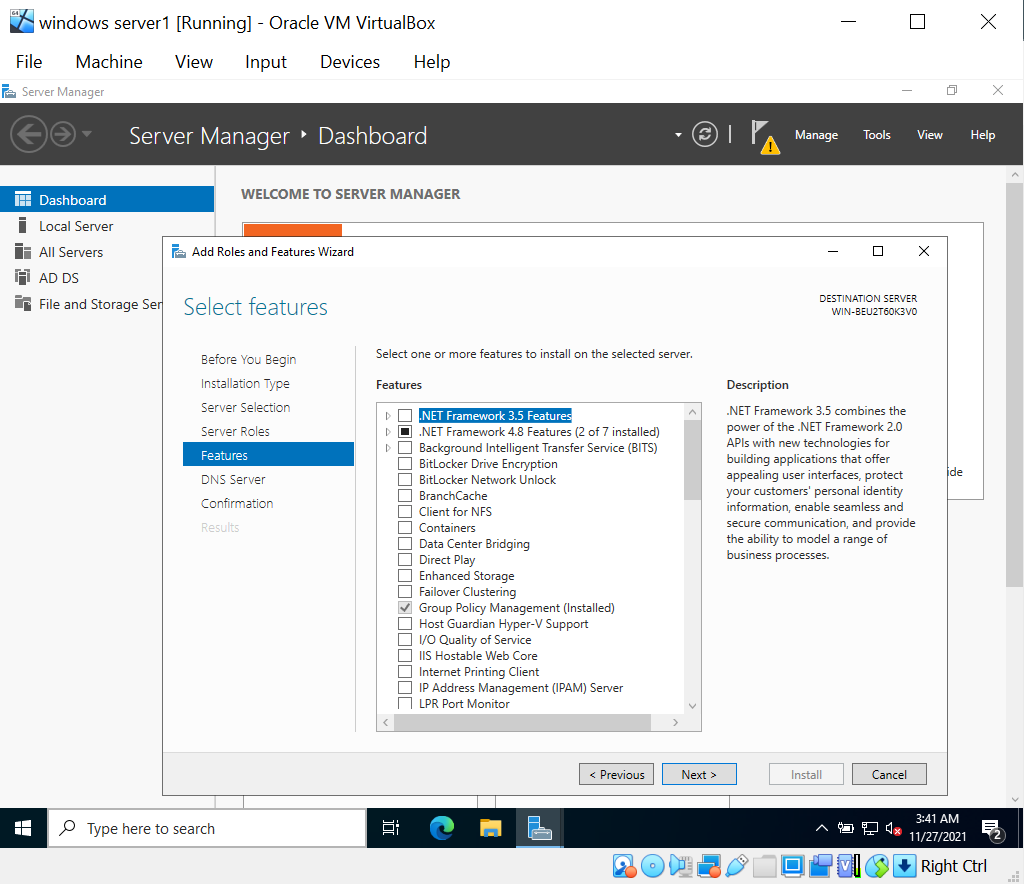 windows server1 [Running] - Oracle VM VirtualBox
File Machine View Input Devices Help
Server Manager
Server Manager Dashboard
Manage Tools View Help
Dashboard
Local Server
All Servers
AD DS
File and Storage Ser
WELCOME TO SERVER MANAGER
Add Roles and Features Wizard
Select features
DESTINATION SERVER
WIN-BEU2T60K3V0
Before You Begin
Installation Type
Server Selection
Server Roles
Features
DNS Server
Confirmation
Results
Select one or more features to install on the selected server.
Features
.NET Framework 3.5 Features
.NET Framework 4.8 Features (2 of 7 installed)
Background Intelligent Transfer Service (BITS)
BitLocker Drive Encryption
BitLocker Network Unlock
BranchCache
Client for NFS
Containers
Data Center Bridging
Direct Play
Enhanced Storage
Failover Clustering
Group Policy Management (Installed)
Host Guardian Hyper-V Support
I/O Quality of Service
IIS Hostable Web Core
Internet Printing Client
IP Address Management (IPAM) Server
LPR Port Monitor
Description
.NET Framework 3.5 combines the
power of the .NET Framework 2.0
APIs with new technologies for
building applications that offer
appealing user interfaces, protect
your customers' personal identity
information, enable seamless and
secure communication, and provide
the ability to model a range of
business processes.
ide
< Previous Next > Install Cancel
Type here to search
3:41 AM
11/27/2021
2
Right Ctrl